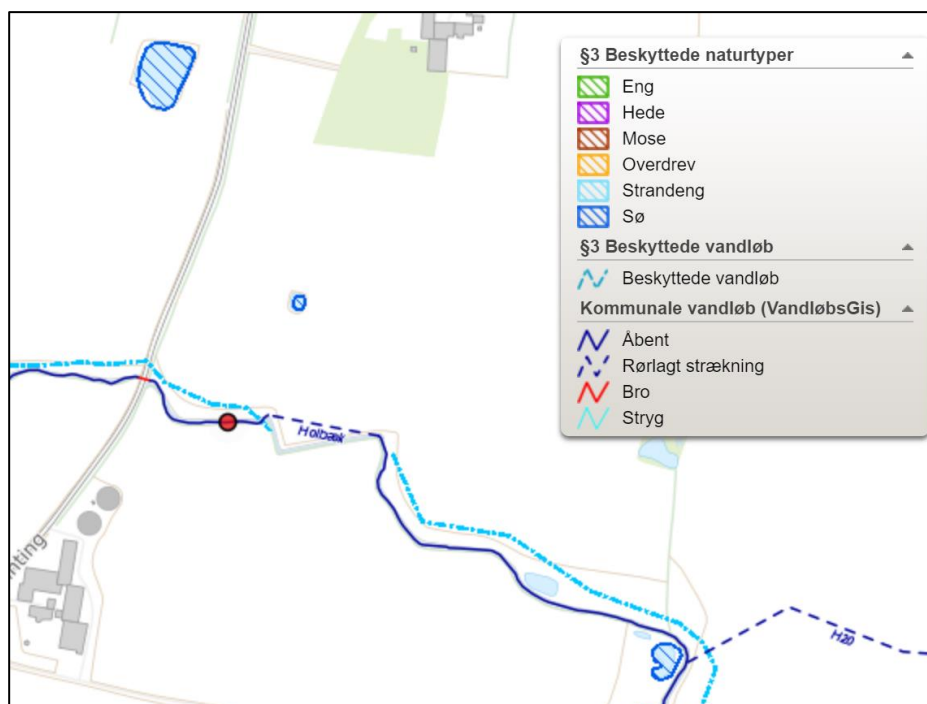 §3 Beskyttede naturtyper
Eng
Hede
Mose
Overdrev
Strandeng
Sø
§3 Beskyttede vandløb
Beskyttede vandløb
Kommunale vandløb (VandløbsGis)
Åbent
Rørlagt strækning
Bro
Stryg
Holbæk
nting
H20